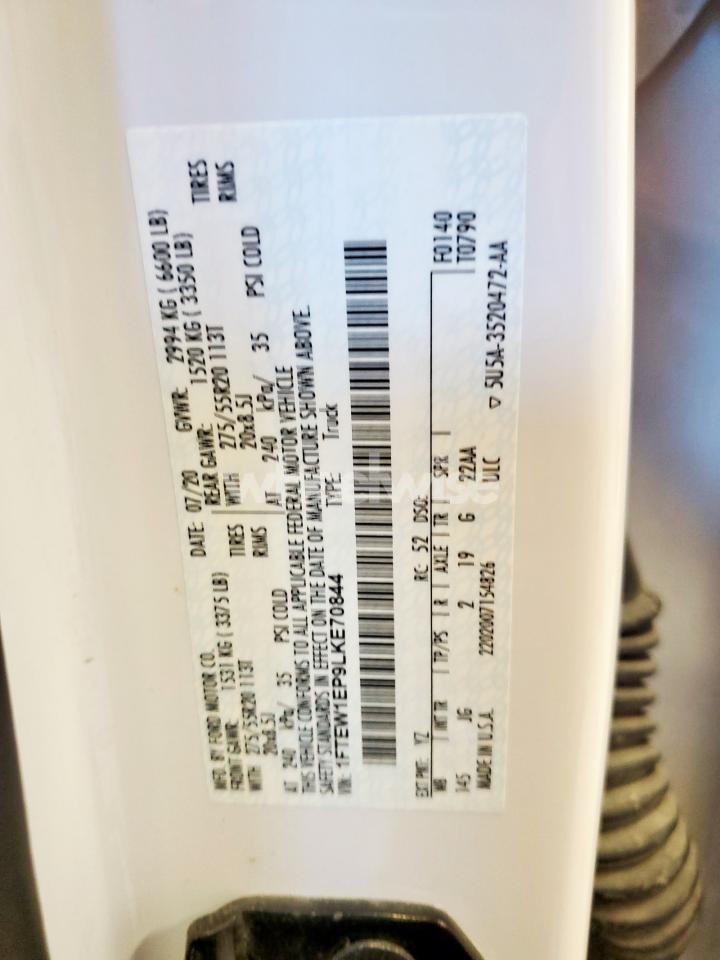 MFD. BY FORD MOTOR CO. DATE: 07/20 GVWR: 2994 KG ( 6600 LB)
FRONT GAWR: 1531 KG ( 3375 LB) REAR GAWR: 1520 KG ( 3350 LB)
WITH 275/55R20 113T TIRES WITH 275/55R20 113T TIRES
20x8.5J RIMS 20x8.5J RIMS
AT 240 kPa/ 35 PSI COLD AT 240 kPa/ 35 PSI COLD
THIS VEHICLE CONFORMS TO ALL APPLICABLE FEDERAL MOTOR VEHICLE
SAFETY STANDARDS IN EFFECT ON THE DATE OF MANUFACTURE SHOWN ABOVE.
VIN: 1FTEW1EP9LKE70844 TYPE: Truck
EXT PNT: YZ RC: 52 DSO: F0140
WB INT TR TP/PS R AXLE TR SPR T0790
145 JG 2 19 G 22AA
MADE IN U.S.A. 22020007154826 ULC ▽ 5U5A-3520472-AA